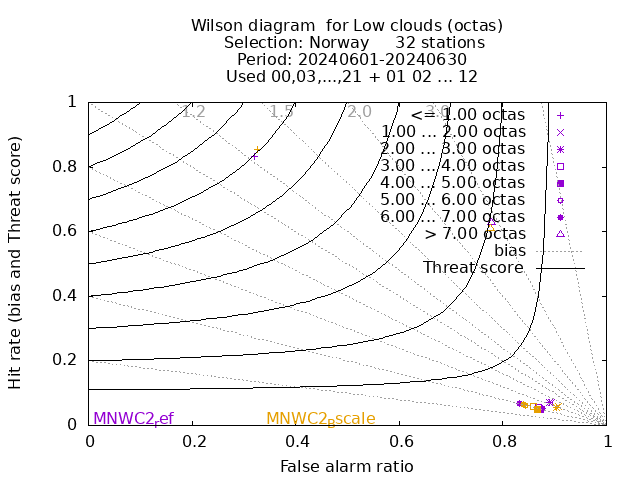 Wilson diagram  for Low clouds (octas)
Selection: Norway     32 stations
Period: 20240601-20240630
Used 00,03,...,21 + 01 02 ... 12
1.2 1.5 2.0 3.0
<= 1.00 octas
1.00 ... 2.00 octas
2.00 ... 3.00 octas
3.00 ... 4.00 octas
4.00 ... 5.00 octas
5.00 ... 6.00 octas
6.00 ... 7.00 octas
> 7.00 octas
bias
Threat score
Hit rate (bias and Threat score)
1
0.8
0.6
0.4
0.2
0
MNWC2ref MNWC2Bscale
0 0.2 0.4 0.6 0.8 1
False alarm ratio